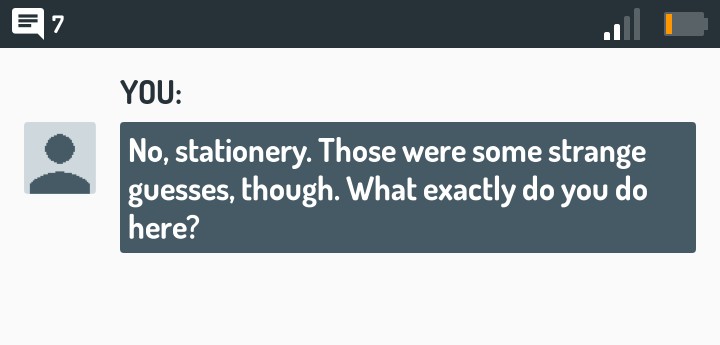 7
YOU:
No, stationery. Those were some strange
guesses, though. What exactly do you do
here?